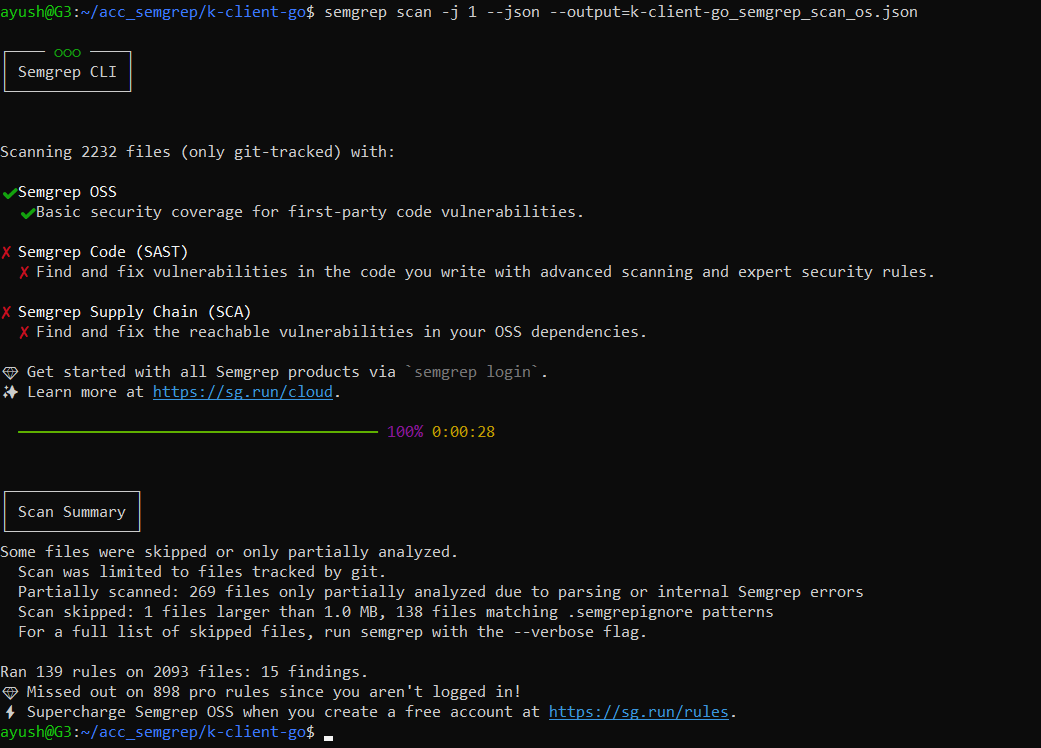 ayush@G3:~/acc_semgrep/k-client-go$ semgrep scan -j 1 --json --output=k-client-go_semgrep_scan_os.json
ooo
Semgrep CLI
Scanning 2232 files (only git-tracked) with:
✔Semgrep OSS
✔Basic security coverage for first-party code vulnerabilities.
✘ Semgrep Code (SAST)
✘ Find and fix vulnerabilities in the code you write with advanced scanning and expert security rules.
✘ Semgrep Supply Chain (SCA)
✘ Find and fix the reachable vulnerabilities in your OSS dependencies.
💎 Get started with all Semgrep products via `semgrep login`.
✨ Learn more at https://sg.run/cloud.
100% 0:00:28
Scan Summary
Some files were skipped or only partially analyzed.
Scan was limited to files tracked by git.
Partially scanned: 269 files only partially analyzed due to parsing or internal Semgrep errors
Scan skipped: 1 files larger than 1.0 MB, 138 files matching .semgrepignore patterns
For a full list of skipped files, run semgrep with the --verbose flag.
Ran 139 rules on 2093 files: 15 findings.
💎 Missed out on 898 pro rules since you aren't logged in!
⚡ Supercharge Semgrep OSS when you create a free account at https://sg.run/rules.
ayush@G3:~/acc_semgrep/k-client-go$